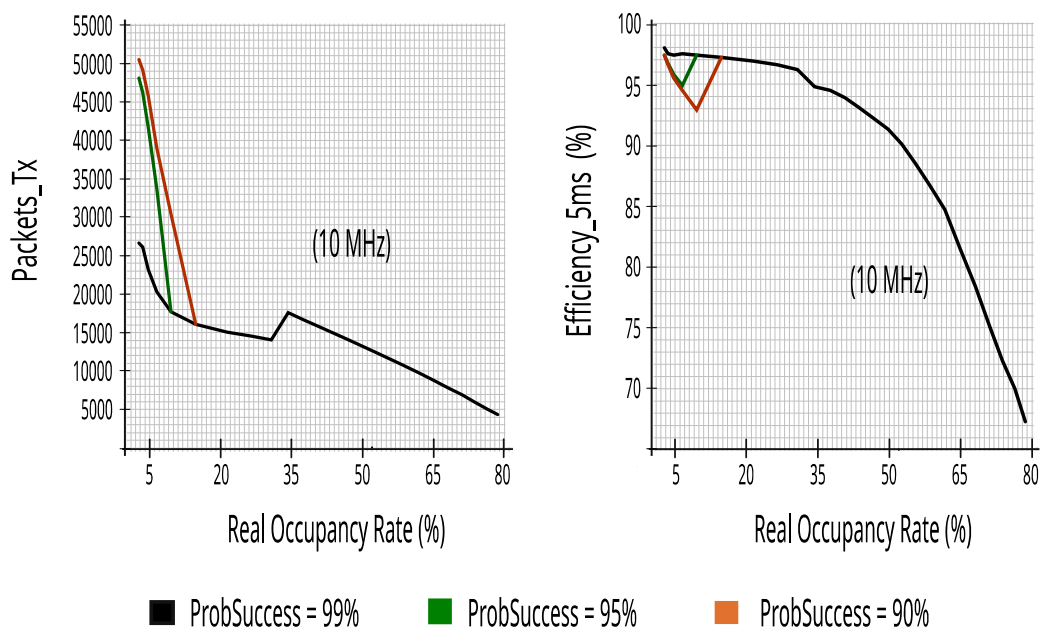 55000
50000
45000
40000
35000
30000
25000
20000
15000
10000
5000
Packets_Tx
(10 MHz)
5 20 35 50 65 80
Real Occupancy Rate (%)
100
95
90
85
80
75
70
Efficiency_5ms (%)
(10 MHz)
5 20 35 50 65 80
Real Occupancy Rate (%)
ProbSuccess = 99% ProbSuccess = 95% ProbSuccess = 90%